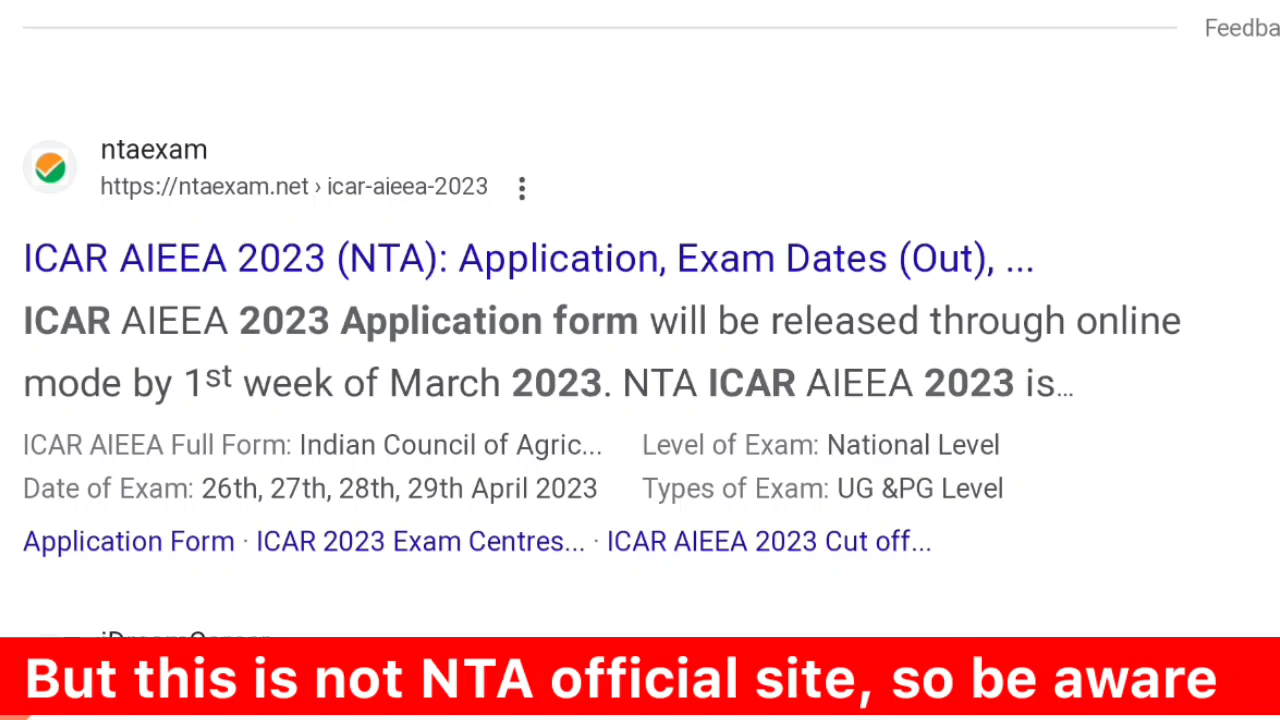 Feedba
ntaexam
https://ntaexam.net › icar-aieea-2023
ICAR AIEEA 2023 (NTA): Application, Exam Dates (Out), ...
ICAR AIEEA 2023 Application form will be released through online
mode by 1st week of March 2023. NTA ICAR AIEEA 2023 is...
ICAR AIEEA Full Form: Indian Council of Agric... Level of Exam: National Level
Date of Exam: 26th, 27th, 28th, 29th April 2023 Types of Exam: UG &PG Level
Application Form · ICAR 2023 Exam Centres... · ICAR AIEEA 2023 Cut off...
But this is not NTA official site, so be aware